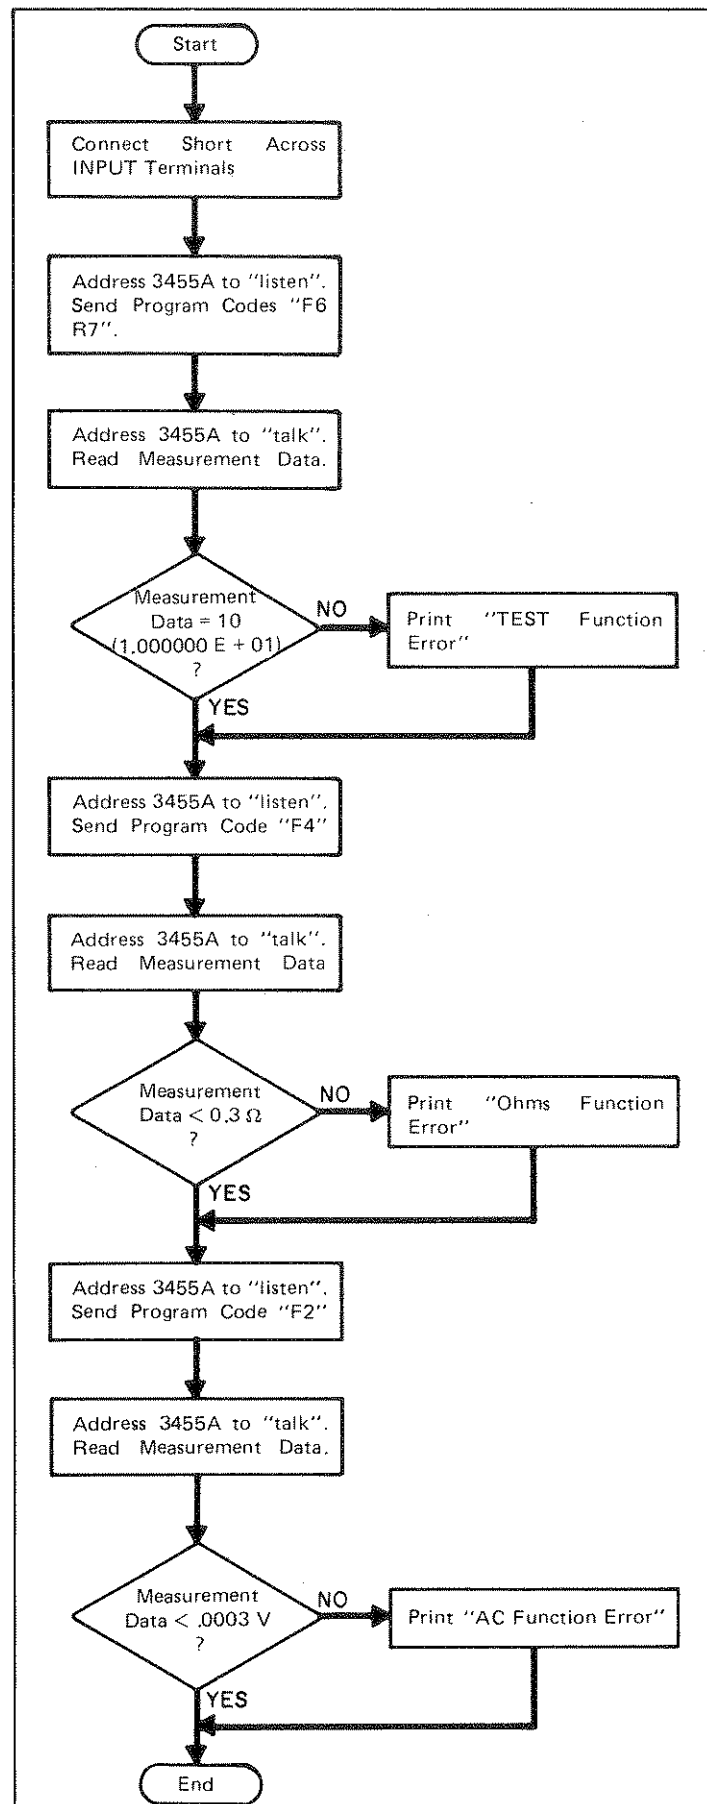 Start
Connect Short Across
INPUT Terminals
Address 3455A to "listen".
Send Program Codes "F6
R7".
Address 3455A to "talk".
Read Measurement Data.
Measurement
Data = 10
(1.000000 E + 01)
?
NO
Print "TEST Function
Error"
YES
Address 3455A to "listen".
Send Program Code "F4"
Address 3455A to "talk".
Read Measurement Data
Measurement
Data < 0.3 Ω
?
NO
Print "Ohms Function
Error"
YES
Address 3455A to "listen".
Send Program Code "F2"
Address 3455A to "talk".
Read Measurement Data.
Measurement
Data < .0003 V
?
NO
Print "AC Function Error"
YES
End